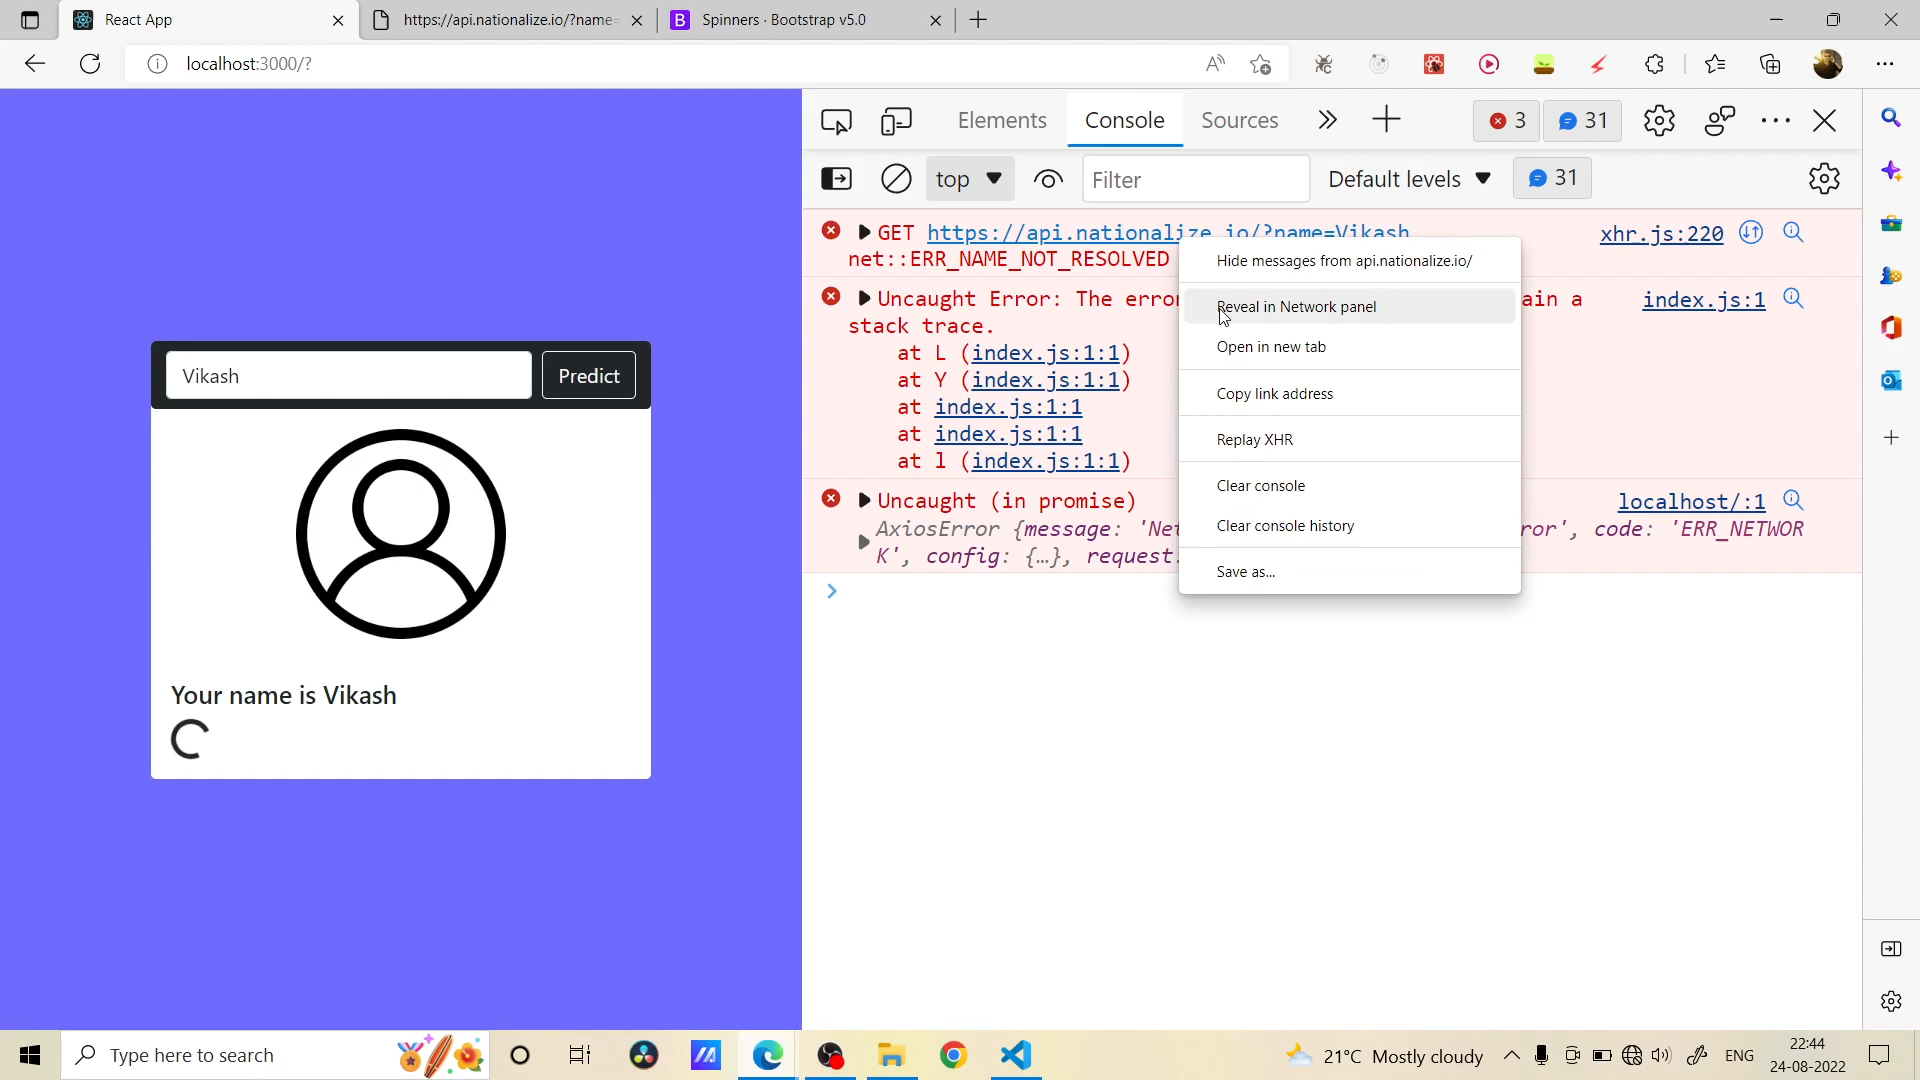 React App
https://api.nationalize.io/?name=
Spinners · Bootstrap v5.0
localhost:3000/?
Elements
Console
Sources
3
31
top
Filter
Default levels
31
GET https://api.nationalize.io/?name=Vikash
net::ERR_NAME_NOT_RESOLVED
xhr.js:220
Uncaught Error: The error
ain a
index.js:1
stack trace.
at L (index.js:1:1)
at Y (index.js:1:1)
at index.js:1:1
at index.js:1:1
at l (index.js:1:1)
Uncaught (in promise)
localhost/:1
AxiosError {message: 'Net
ror', code: 'ERR_NETWOR
K', config: {…}, request:
Hide messages from api.nationalize.io/
Reveal in Network panel
Open in new tab
Copy link address
Replay XHR
Clear console
Clear console history
Save as...
Vikash
Predict
Your name is Vikash
Type here to search
21°C Mostly cloudy
ENG
22:44
24-08-2022